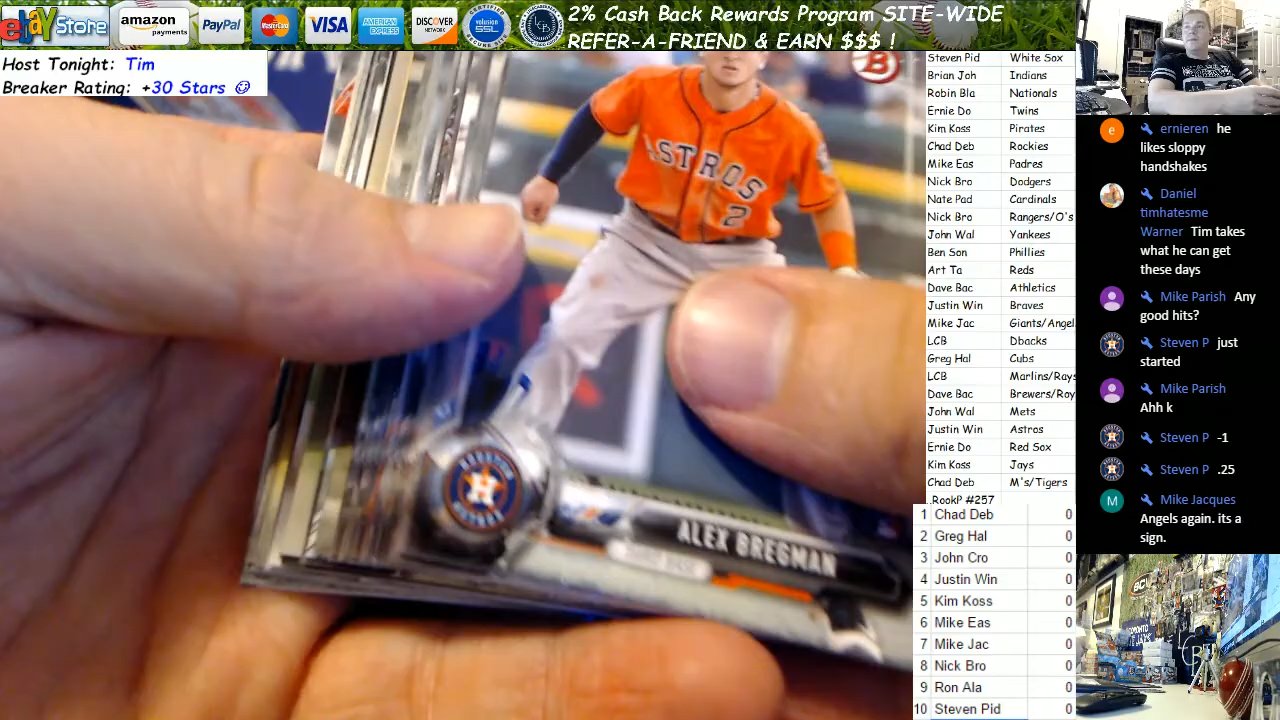 ebay Store
amazon payments
PayPal
MasterCard
VISA
AMERICAN EXPRESS
DISCOVER NETWORK
volusion SSL
LCB
2% Cash Back Rewards Program SITE-WIDE
REFER-A-FRIEND & EARN $$$ !
Host Tonight: Tim
Breaker Rating: +30 Stars
B
ASTROS
2
ALEX BREGMAN
Steven Pid White Sox
Brian Joh Indians
Robin Bla Nationals
Ernie Do Twins
Kim Koss Pirates
Chad Deb Rockies
Mike Eas Padres
Nick Bro Dodgers
Nate Pad Cardinals
Nick Bro Rangers/O's
John Wal Yankees
Ben Son Phillies
Art Ta Reds
Dave Bac Athletics
Justin Win Braves
Mike Jac Giants/Angel
LCB Dbacks
Greg Hal Cubs
LCB Marlins/Rays
Dave Bac Brewers/Roy
John Wal Mets
Justin Win Astros
Ernie Do Red Sox
Kim Koss Jays
Chad Deb M's/Tigers
RookP #257
1 Chad Deb 0
2 Greg Hal 0
3 John Cro 0
4 Justin Win 0
5 Kim Koss 0
6 Mike Eas 0
7 Mike Jac 0
8 Nick Bro 0
9 Ron Ala 0
10 Steven Pid 0
e ernieren he
likes sloppy
handshakes
Daniel
timhatesme
Warner Tim takes
what he can get
these days
Mike Parish Any
good hits?
Steven P just
started
Mike Parish
Ahh k
Steven P -1
Steven P .25
M Mike Jacques
Angels again. its a
sign.
TORONTO